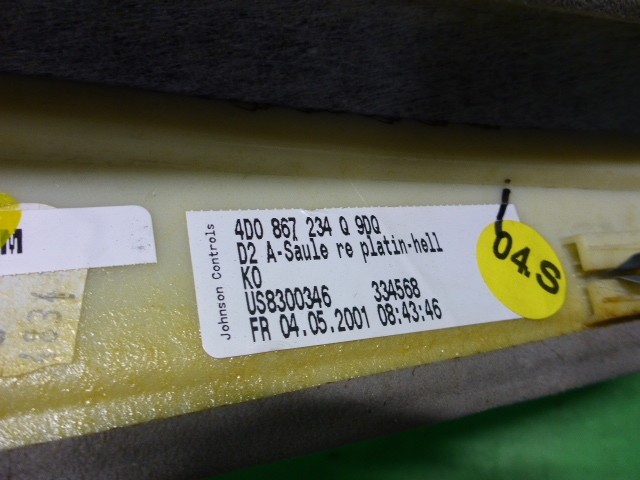 M
Johnson Controls
4D0 867 234 Q 9DQ
D2 A-Saule re platin-hell
KO
US8300346 334568
FR 04.05.2001 08:43:46
04.S